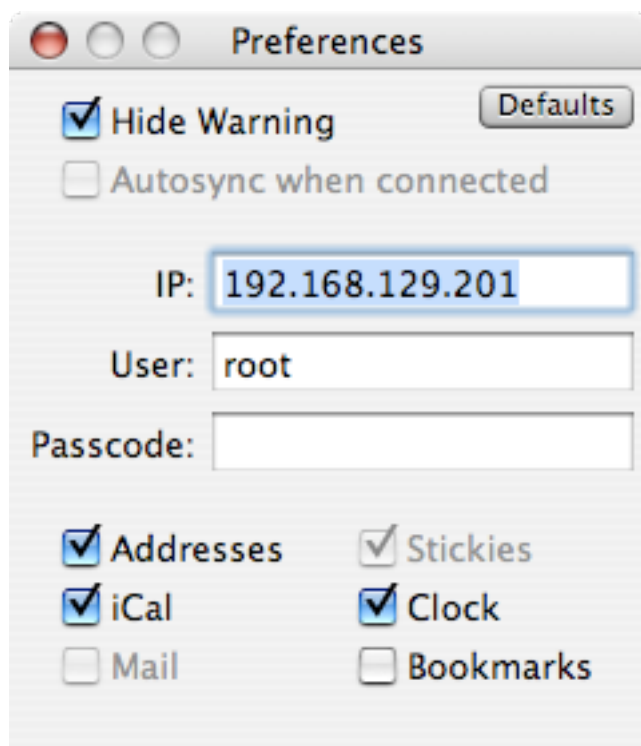 Preferences
Hide Warning
Defaults
Autosync when connected
IP: 192.168.129.201
User: root
Passcode:
Addresses
Stickies
iCal
Clock
Mail
Bookmarks